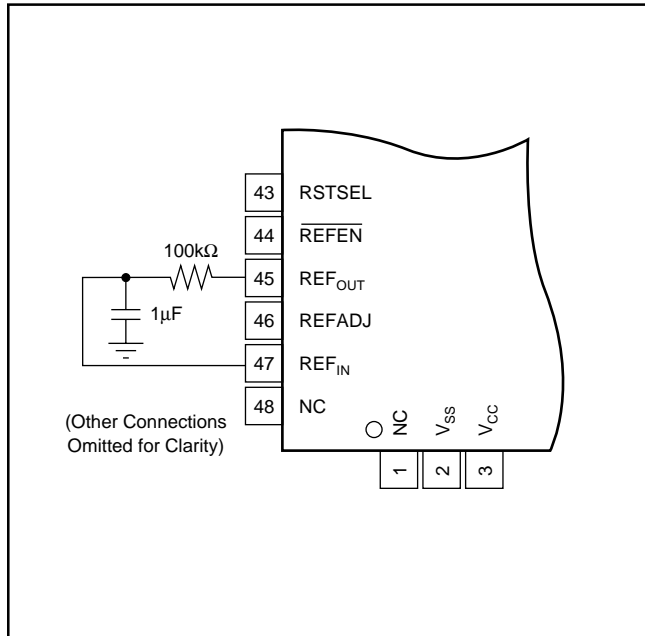 43 RSTSEL
44 REFEN
100kΩ
45 REFOUT
1μF
46 REFADJ
47 REFIN
48 NC
(Other Connections
Omitted for Clarity)
NC VSS VCC
1 2 3